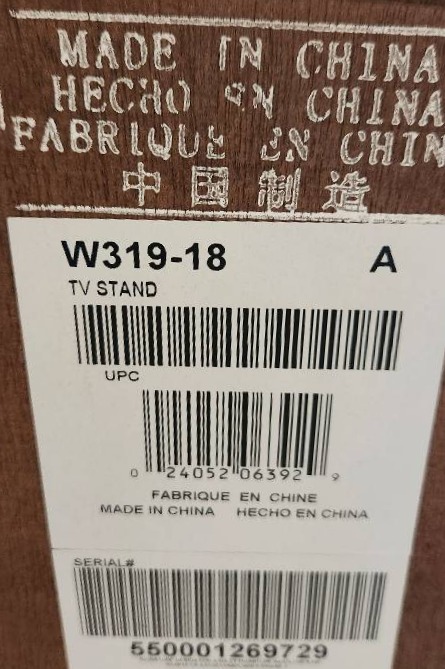 MADE IN CHINA
HECHO EN CHINA
FABRIQUE EN CHIN
中国制造
W319-18 A
TV STAND
UPC
0 24052 06392 9
FABRIQUE EN CHINE
MADE IN CHINA HECHO EN CHINA
SERIAL#
550001269729